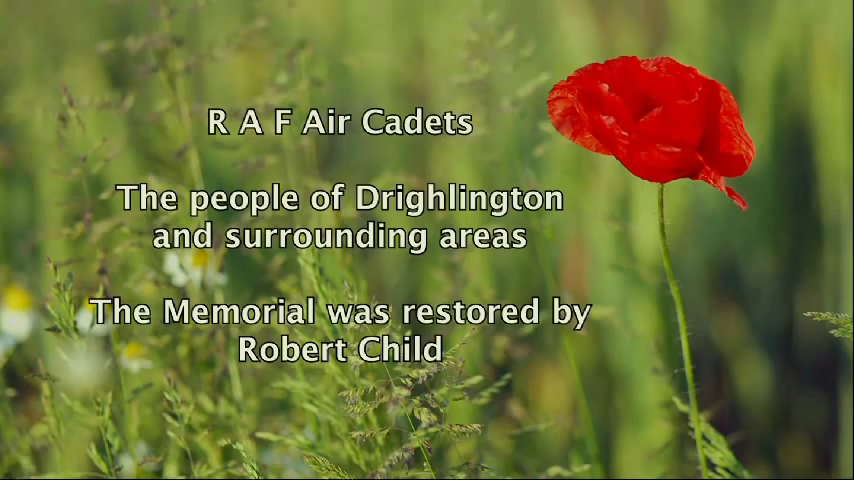 R A F Air Cadets
The people of Drighlington
and surrounding areas
The Memorial was restored by
Robert Child